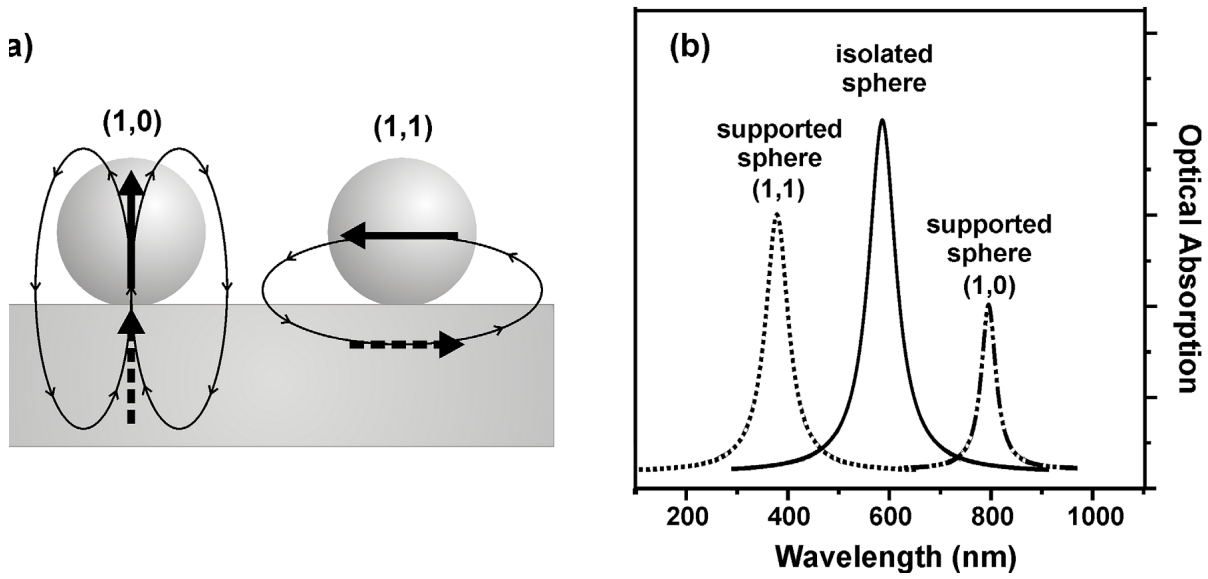 a)
(1,0)
(1,1)
(b)
isolated
sphere
supported
sphere
(1,1)
supported
sphere
(1,0)
Optical Absorption
200 400 600 800 1000
Wavelength (nm)